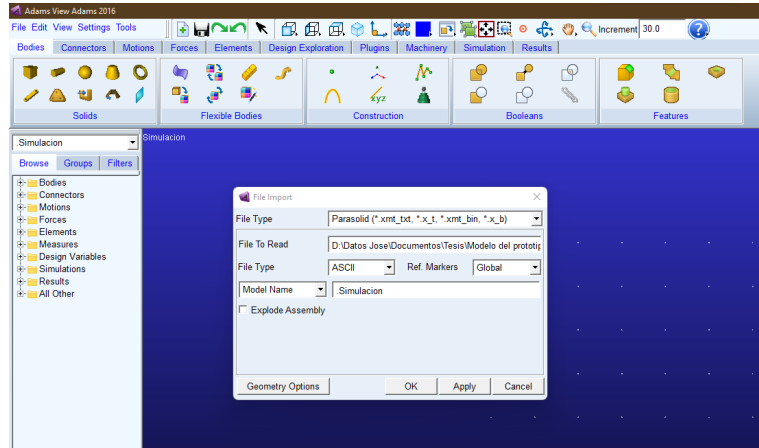 Adams View Adams 2016
File Edit View Settings Tools
Increment 30.0
?
Bodies Connectors Motions Forces Elements Design Exploration Plugins Machinery Simulation Results
xyz
Solids Flexible Bodies Construction Booleans Features
.Simulacion
Simulacion
Browse Groups Filters
Bodies
Connectors
Motions
Forces
Elements
Measures
Design Variables
Simulations
Results
All Other
File Import
File Type Parasolid (*.xmt_txt, *.x_t, *.xmt_bin, *.x_b)
File To Read D:\Datos Jose\Documentos\Tesis\Modelo del prototip
File Type ASCII Ref. Markers Global
Model Name .Simulacion
Explode Assembly
Geometry Options OK Apply Cancel